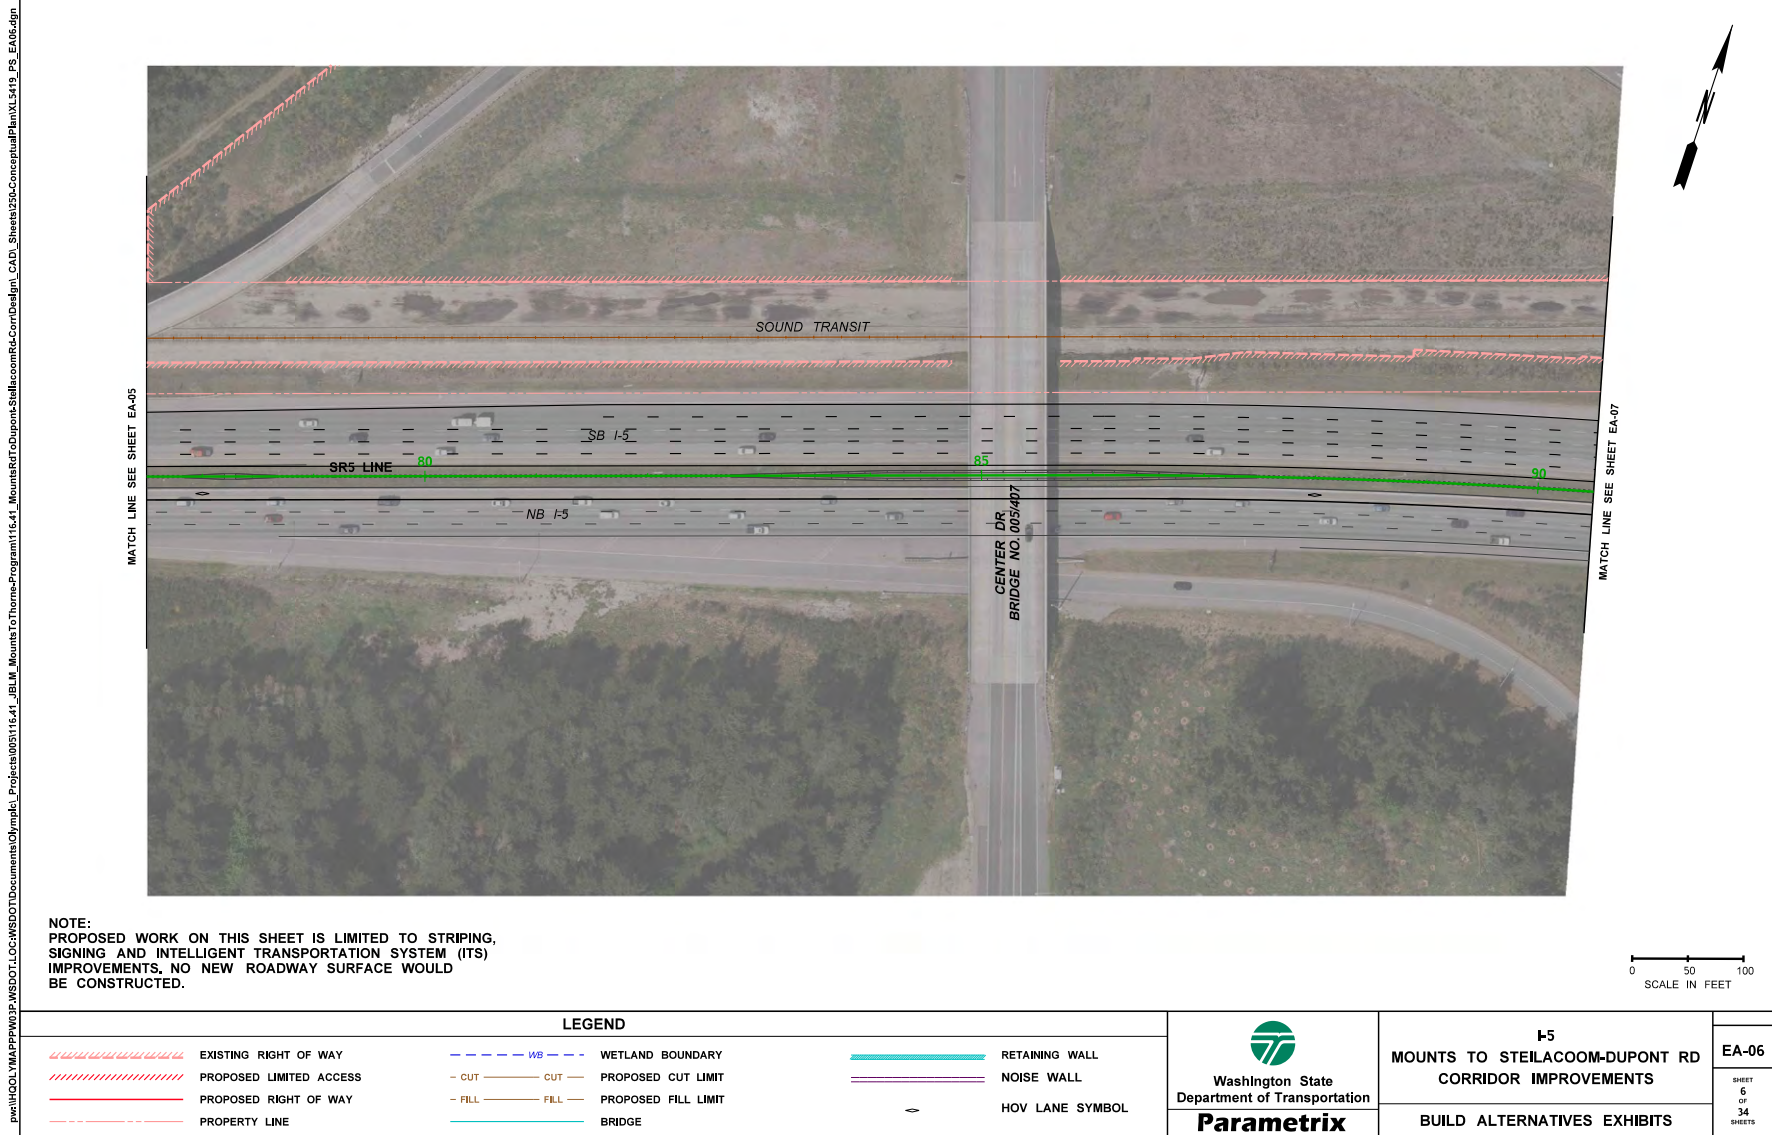 pw:\\HQOLYMAPPPW03P.WSDOT.LOC:WSDOT\Documents\Olympic\_Projects\005\116.41_JBLM_MountsToThorne-Program\116.41_MountsRdToDupont-SteilacoomRd-Corr\Design\_CAD\_Sheets\250-ConceptualPlan\XL5419_PS_EA06.dgn
MATCH LINE SEE SHEET EA-05
SOUND TRANSIT
SB I-5
SR5 LINE
80
85
90
NB I-5
CENTER DR
BRIDGE NO. 005/407
MATCH LINE SEE SHEET EA-07
N
NOTE:
PROPOSED WORK ON THIS SHEET IS LIMITED TO STRIPING,
SIGNING AND INTELLIGENT TRANSPORTATION SYSTEM (ITS)
IMPROVEMENTS. NO NEW ROADWAY SURFACE WOULD
BE CONSTRUCTED.
0 50 100
SCALE IN FEET
LEGEND
EXISTING RIGHT OF WAY
PROPOSED LIMITED ACCESS
PROPOSED RIGHT OF WAY
PROPERTY LINE
WB WETLAND BOUNDARY
CUT CUT PROPOSED CUT LIMIT
FILL FILL PROPOSED FILL LIMIT
BRIDGE
RETAINING WALL
NOISE WALL
HOV LANE SYMBOL
Washington State
Department of Transportation
Parametrix
I-5
MOUNTS TO STEILACOOM-DUPONT RD
CORRIDOR IMPROVEMENTS
BUILD ALTERNATIVES EXHIBITS
EA-06
SHEET
6
OF
34
SHEETS